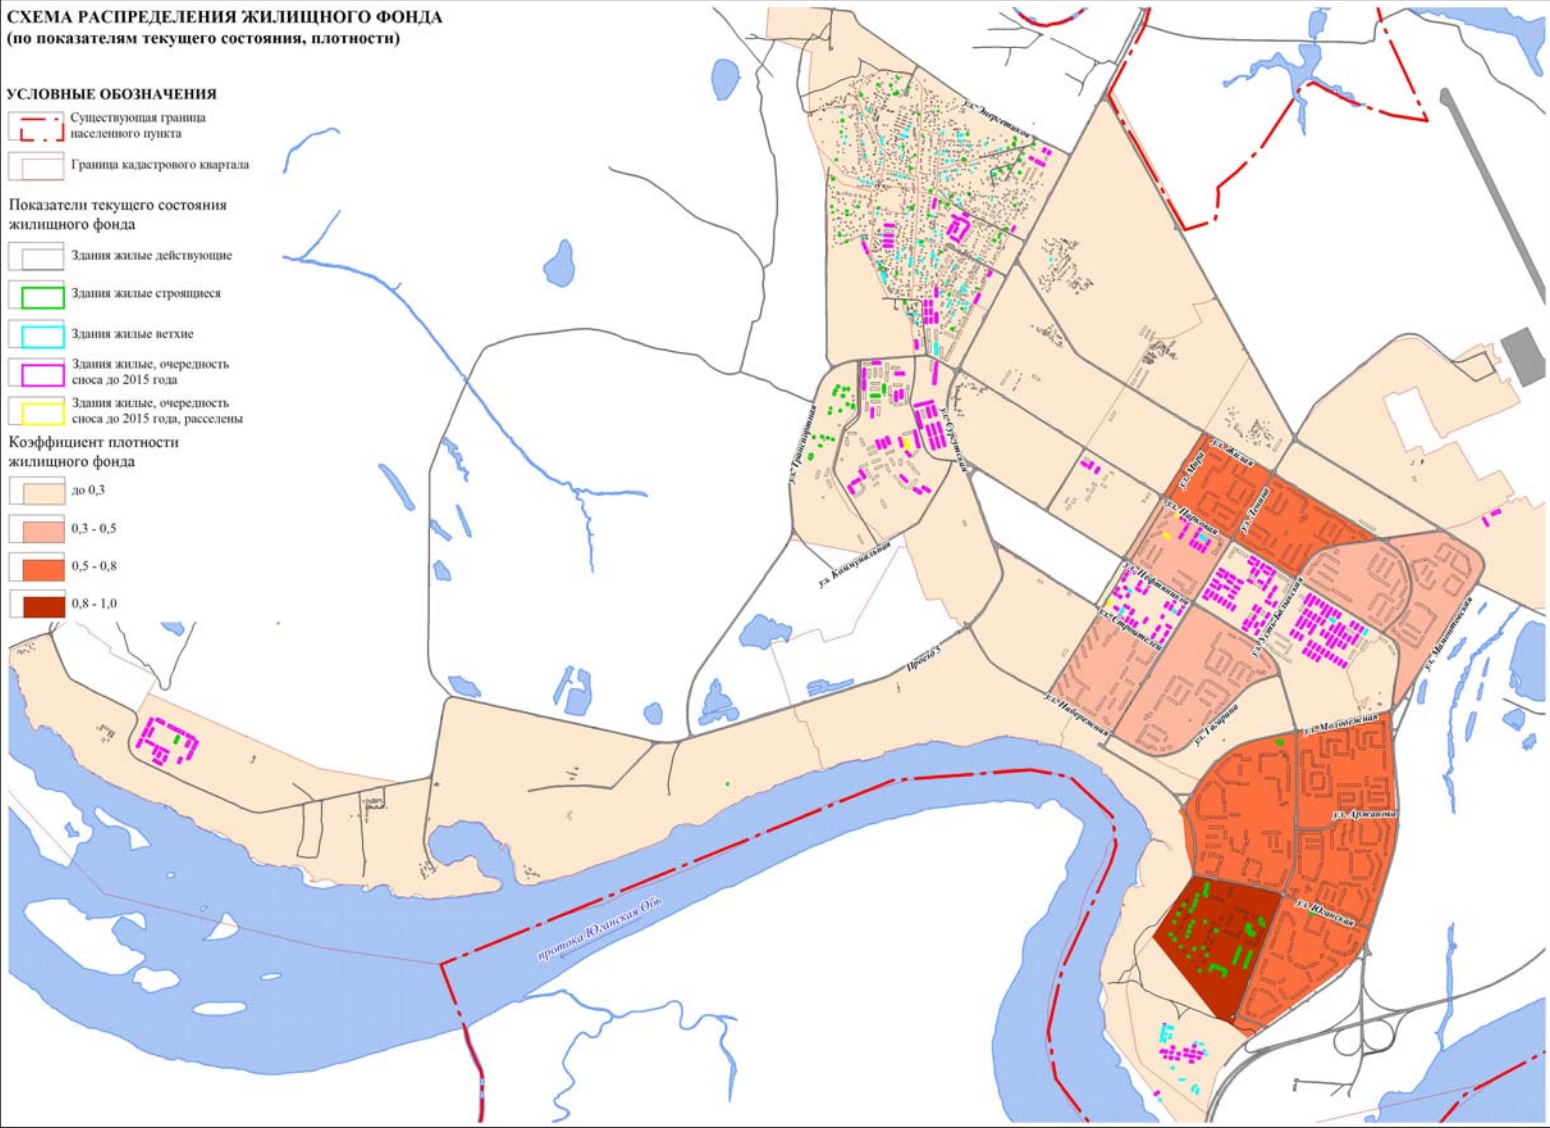 СХЕМА РАСПРЕДЕЛЕНИЯ ЖИЛИЩНОГО ФОНДА
(по показателям текущего состояния, плотности)
УСЛОВНЫЕ ОБОЗНАЧЕНИЯ
Существующая граница
населенного пункта
Граница кадастрового квартала
Показатели текущего состояния
жилищного фонда
Здания жилые действующие
Здания жилые строящиеся
Здания жилые ветхие
Здания жилые, очередность
сноса до 2015 года
Здания жилые, очередность
сноса до 2015 года, расселены
Коэффициент плотности
жилищного фонда
до 0,3
0,3 - 0,5
0,5 - 0,8
0,8 - 1,0
ул. Энергетиков
ул. Транспортная
ул. Сургутская
ул. Коммунальная
ул. Жилая
ул. Мира
ул. Ленина
ул. Парковая
ул. Нефтяников
ул. Строителей
ул. Усть-Балыкская
ул. Мамонтовская
ул. Набережная
ул. Гагарина
ул. Молодежная
ул. Аржанова
ул. Юганская
Проезд 5
протока Юганская Обь